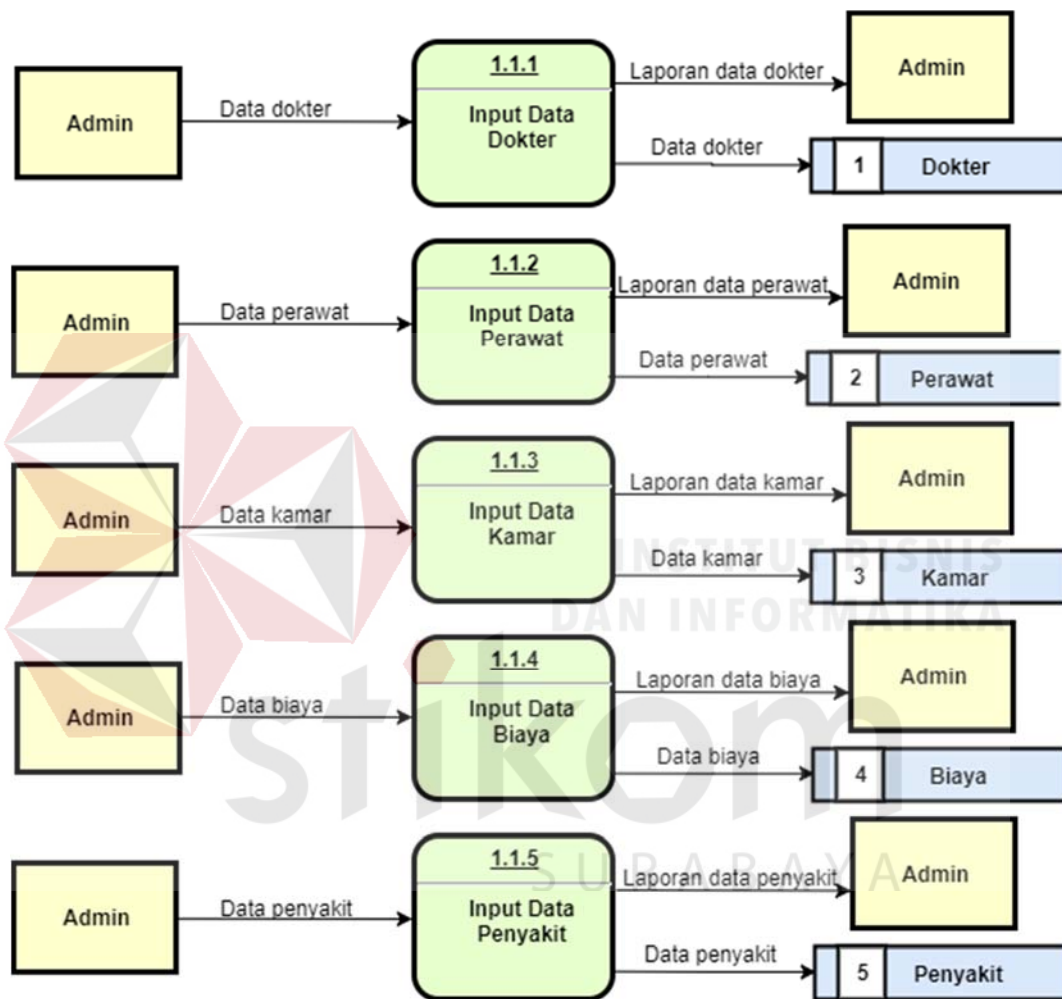 Admin
Data dokter
1.1.1
Input Data
Dokter
Laporan data dokter
Admin
Data dokter
1
Dokter
Admin
Data perawat
1.1.2
Input Data
Perawat
Laporan data perawat
Admin
Data perawat
2
Perawat
Admin
Data kamar
1.1.3
Input Data
Kamar
Laporan data kamar
Admin
Data kamar
3
Kamar
INSTITUT BISNIS
DAN INFORMATIKA
Admin
Data biaya
1.1.4
Input Data
Biaya
Laporan data biaya
Admin
Data biaya
4
Biaya
stikom
SURABAYA
Admin
Data penyakit
1.1.5
Input Data
Penyakit
Laporan data penyakit
Admin
Data penyakit
5
Penyakit